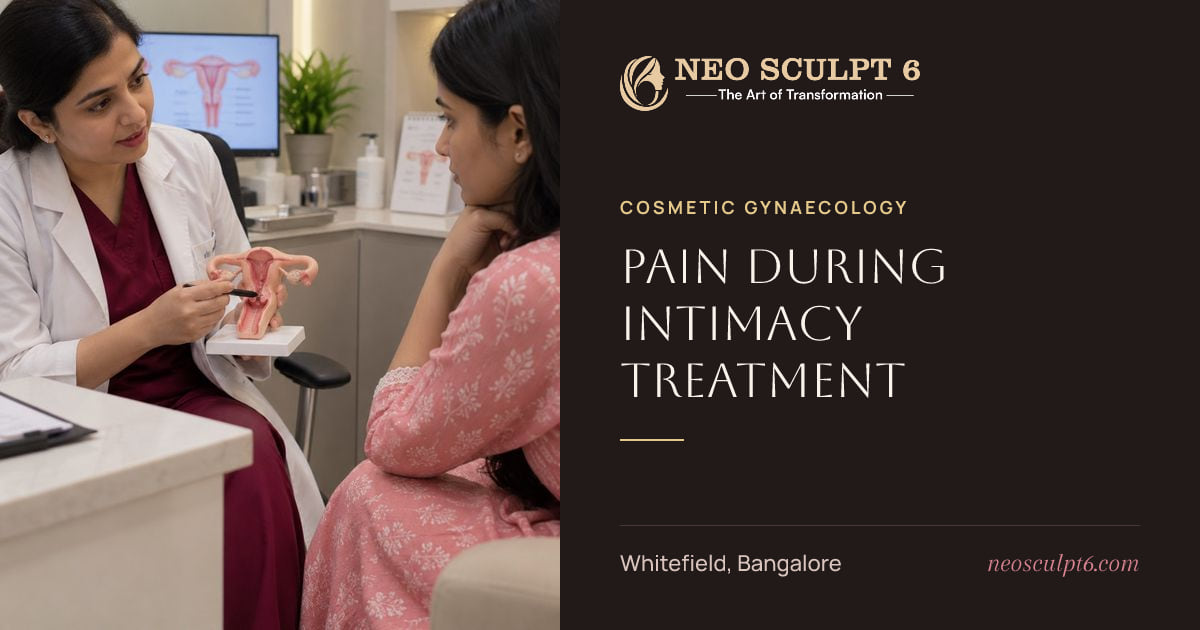 NEO SCULPT 6
The Art of Transformation
COSMETIC GYNAECOLOGY
PAIN DURING
INTIMACY
TREATMENT
Whitefield, Bangalore
neosculpt6.com